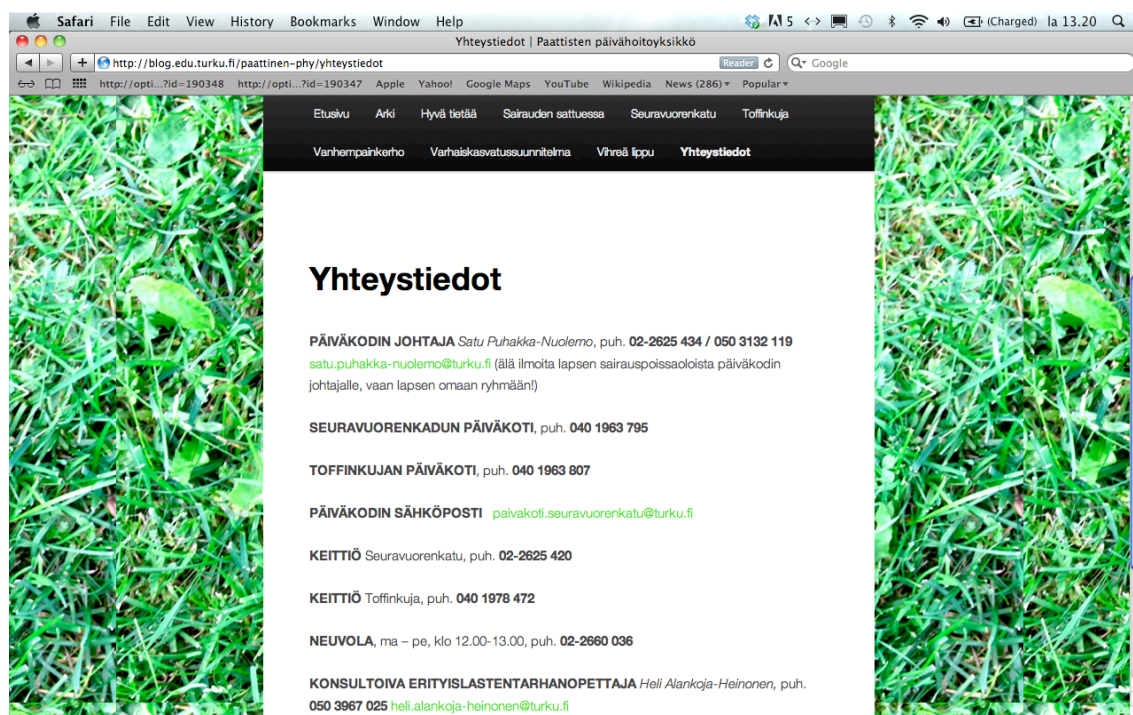 Safari File Edit View History Bookmarks Window Help 5 (Charged) la 13.20
Yhteystiedot | Paattisten päivähoitoyksikkö
http://blog.edu.turku.fi/paattinen-phy/yhteystiedot Reader Google
http://opti...?id=190348 http://opti...?id=190347 Apple Yahoo! Google Maps YouTube Wikipedia News (286) Popular
Etusivu Arki Hyvä tietää Sairauden sattuessa Seuravuorenkatu Toffinkuja
Vanhempainkerho Varhaiskasvatussuunnitelma Vihreä lippu Yhteystiedot
Yhteystiedot
PÄIVÄKODIN JOHTAJA Satu Puhakka-Nuolemo, puh. 02-2625 434 / 050 3132 119
satu.puhakka-nuolemo@turku.fi (älä ilmoita lapsen sairauspoissaoloista päiväkodin
johtajalle, vaan lapsen omaan ryhmään!)
SEURAVUORENKADUN PÄIVÄKOTI, puh. 040 1963 795
TOFFINKUJAN PÄIVÄKOTI, puh. 040 1963 807
PÄIVÄKODIN SÄHKÖPOSTI paivakoti.seuravuorenkatu@turku.fi
KEITTIÖ Seuravuorenkatu, puh. 02-2625 420
KEITTIÖ Toffinkuja, puh. 040 1978 472
NEUVOLA, ma – pe, klo 12.00-13.00, puh. 02-2660 036
KONSULTOIVA ERITYISLASTENTARHANOPETTAJA Heli Alankoja-Heinonen, puh.
050 3967 025 heli.alankoja-heinonen@turku.fi